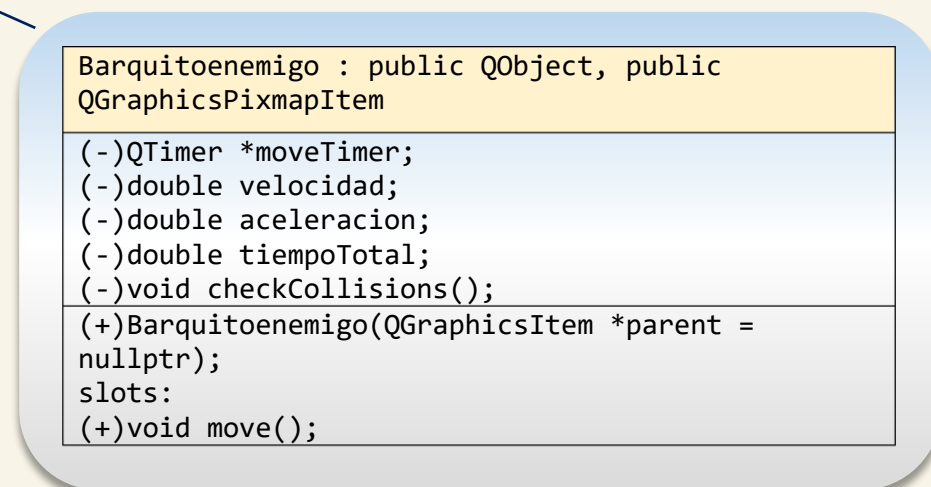 Barquitoenemigo : public QObject, public
QGraphicsPixmapItem
(-)QTimer *moveTimer;
(-)double velocidad;
(-)double aceleracion;
(-)double tiempoTotal;
(-)void checkCollisions();
(+)Barquitoenemigo(QGraphicsItem *parent =
nullptr);
slots:
(+)void move();